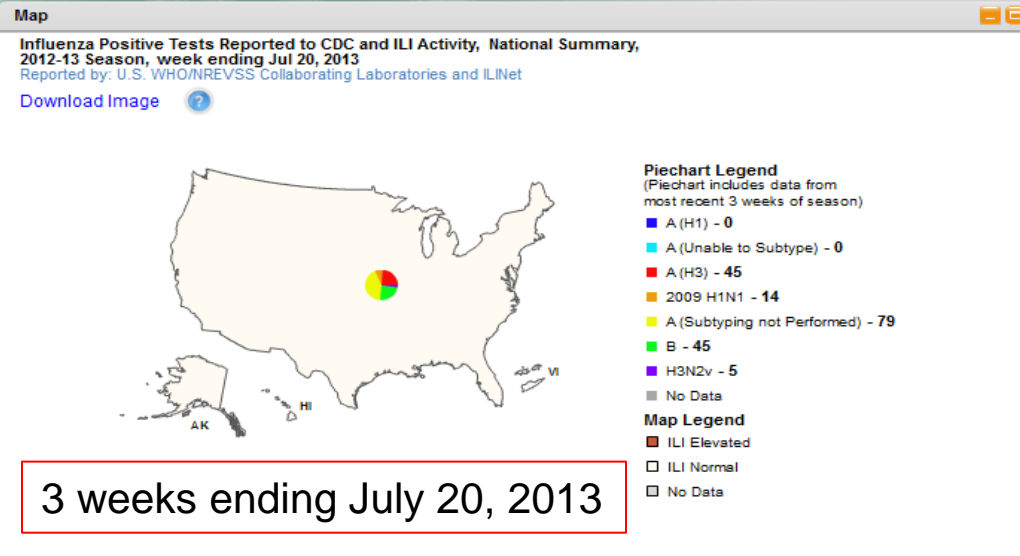 Map
Influenza Positive Tests Reported to CDC and ILI Activity, National Summary,
2012-13 Season, week ending Jul 20, 2013
Reported by: U.S. WHO/NREVSS Collaborating Laboratories and ILINet
Download Image ?
Piechart Legend
(Piechart includes data from
most recent 3 weeks of season)
A (H1) - 0
A (Unable to Subtype) - 0
A (H3) - 45
2009 H1N1 - 14
A (Subtyping not Performed) - 79
B - 45
H3N2v - 5
No Data
Map Legend
ILI Elevated
ILI Normal
No Data
VI
HI
AK
3 weeks ending July 20, 2013